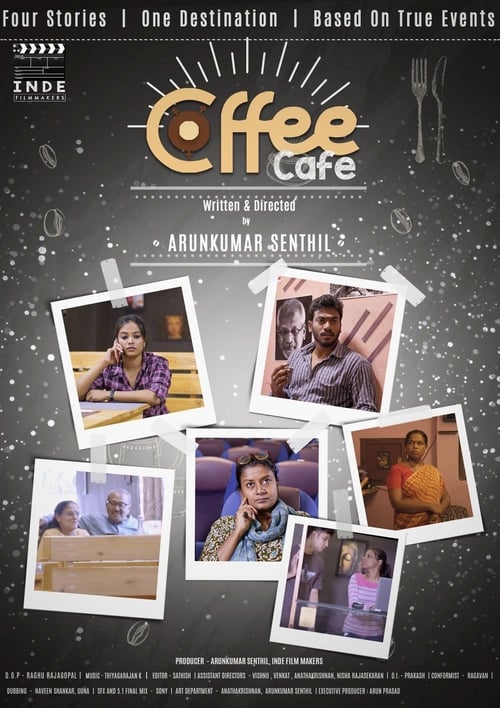 Four Stories | One Destination | Based On True Events
INDE
FILMMAKERS
Coffee
Cafe
Written & Directed
by
ARUNKUMAR SENTHIL
PRODUCER - ARUNKUMAR SENTHIL, INDE FILM MAKERS
D.O.P - RAGHU RAJAGOPAL | MUSIC - THIYAGARAJAN K | EDITOR - SATHISH | ASSISTANT DIRECTORS - VISHNU , VENKAT , ANATHAKRISHNAN, NISHA RAJASEKARAN | D.I. - PRAKASH | CONFORMIST - RAGAVAN |
DUBBING - NAVEEN SHANKAR, GUNA | SFX AND 5.1 FINAL MIX - SONY | ART DEPARTMENT - ANATHAKRISHNAN, ARUNKUMAR SENTHIL | EXECUTIVE PRODUCER : ARUN PRASAD